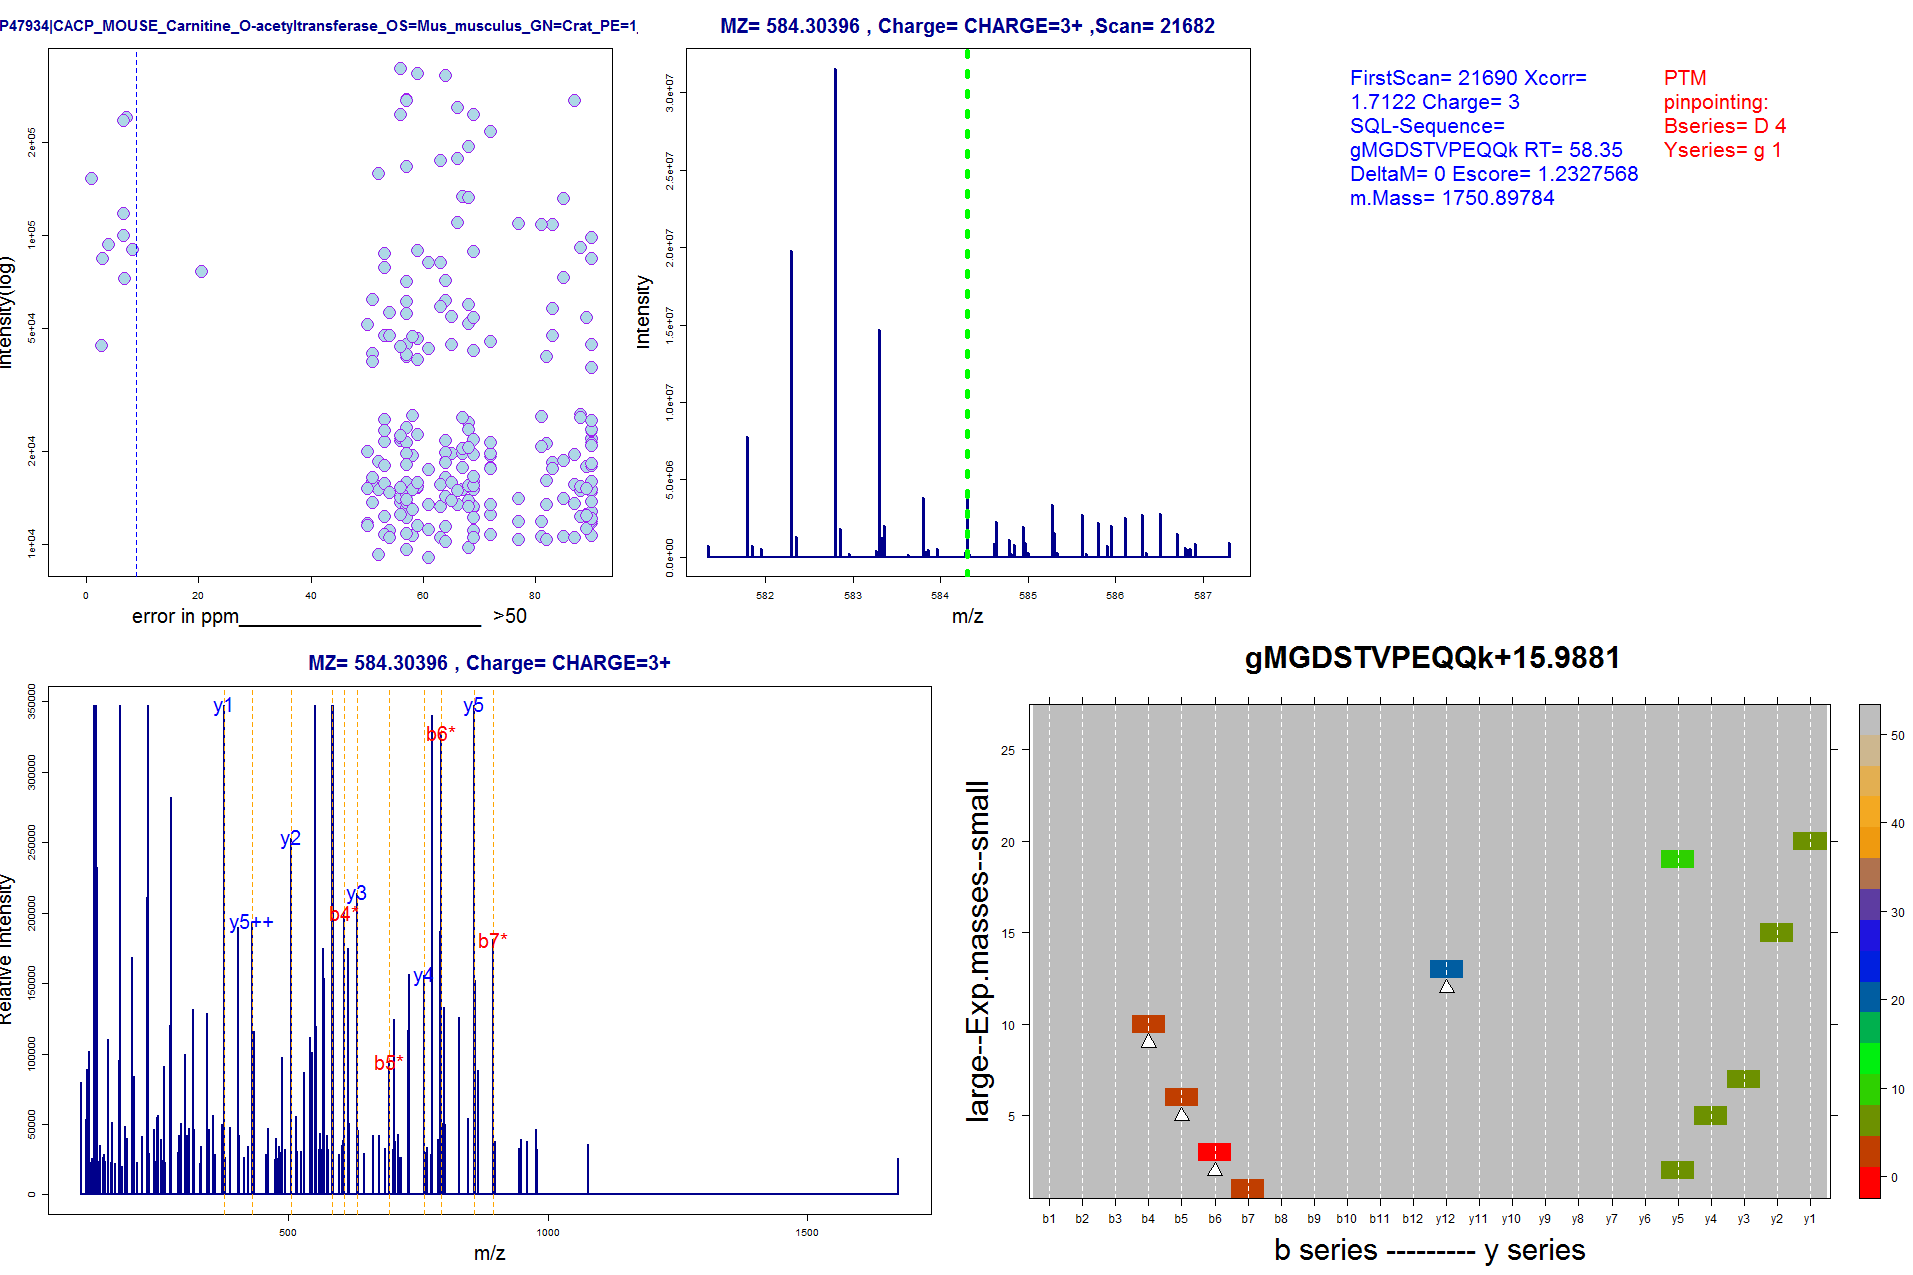 P47934|CACP_MOUSE_Carnitine_O-acetyltransferase_OS=Mus_musculus_GN=Crat_PE=1
Intensity(log)
1e+04 2e+04 5e+04 1e+05 2e+05
0 20 40 60 80
error in ppm______________________ >50
MZ= 584.30396 , Charge= CHARGE=3+ ,Scan= 21682
Intensity
0.0e+00 5.0e+06 1.0e+07 1.5e+07 2.0e+07 2.5e+07 3.0e+07
582 583 584 585 586 587
m/z
FirstScan= 21690 Xcorr=
1.7122 Charge= 3
SQL-Sequence=
gMGDSTVPEQQk RT= 58.35
DeltaM= 0 Escore= 1.2327568
m.Mass= 1750.89784
PTM
pinpointing:
Bseries= D 4
Yseries= g 1
MZ= 584.30396 , Charge= CHARGE=3+
Relative Intensity
0 50000 100000 150000 200000 250000 300000 350000
y1
y5
b6*
y2
y3
b4*
y5++
b7*
y4
b5*
500 1000 1500
m/z
gMGDSTVPEQQk+15.9881
large--Exp.masses--small
25
20
15
10
5
b1 b2 b3 b4 b5 b6 b7 b8 b9 b10 b11 b12 y12 y11 y10 y9 y8 y7 y6 y5 y4 y3 y2 y1
b series --------- y series
50
40
30
20
10
0